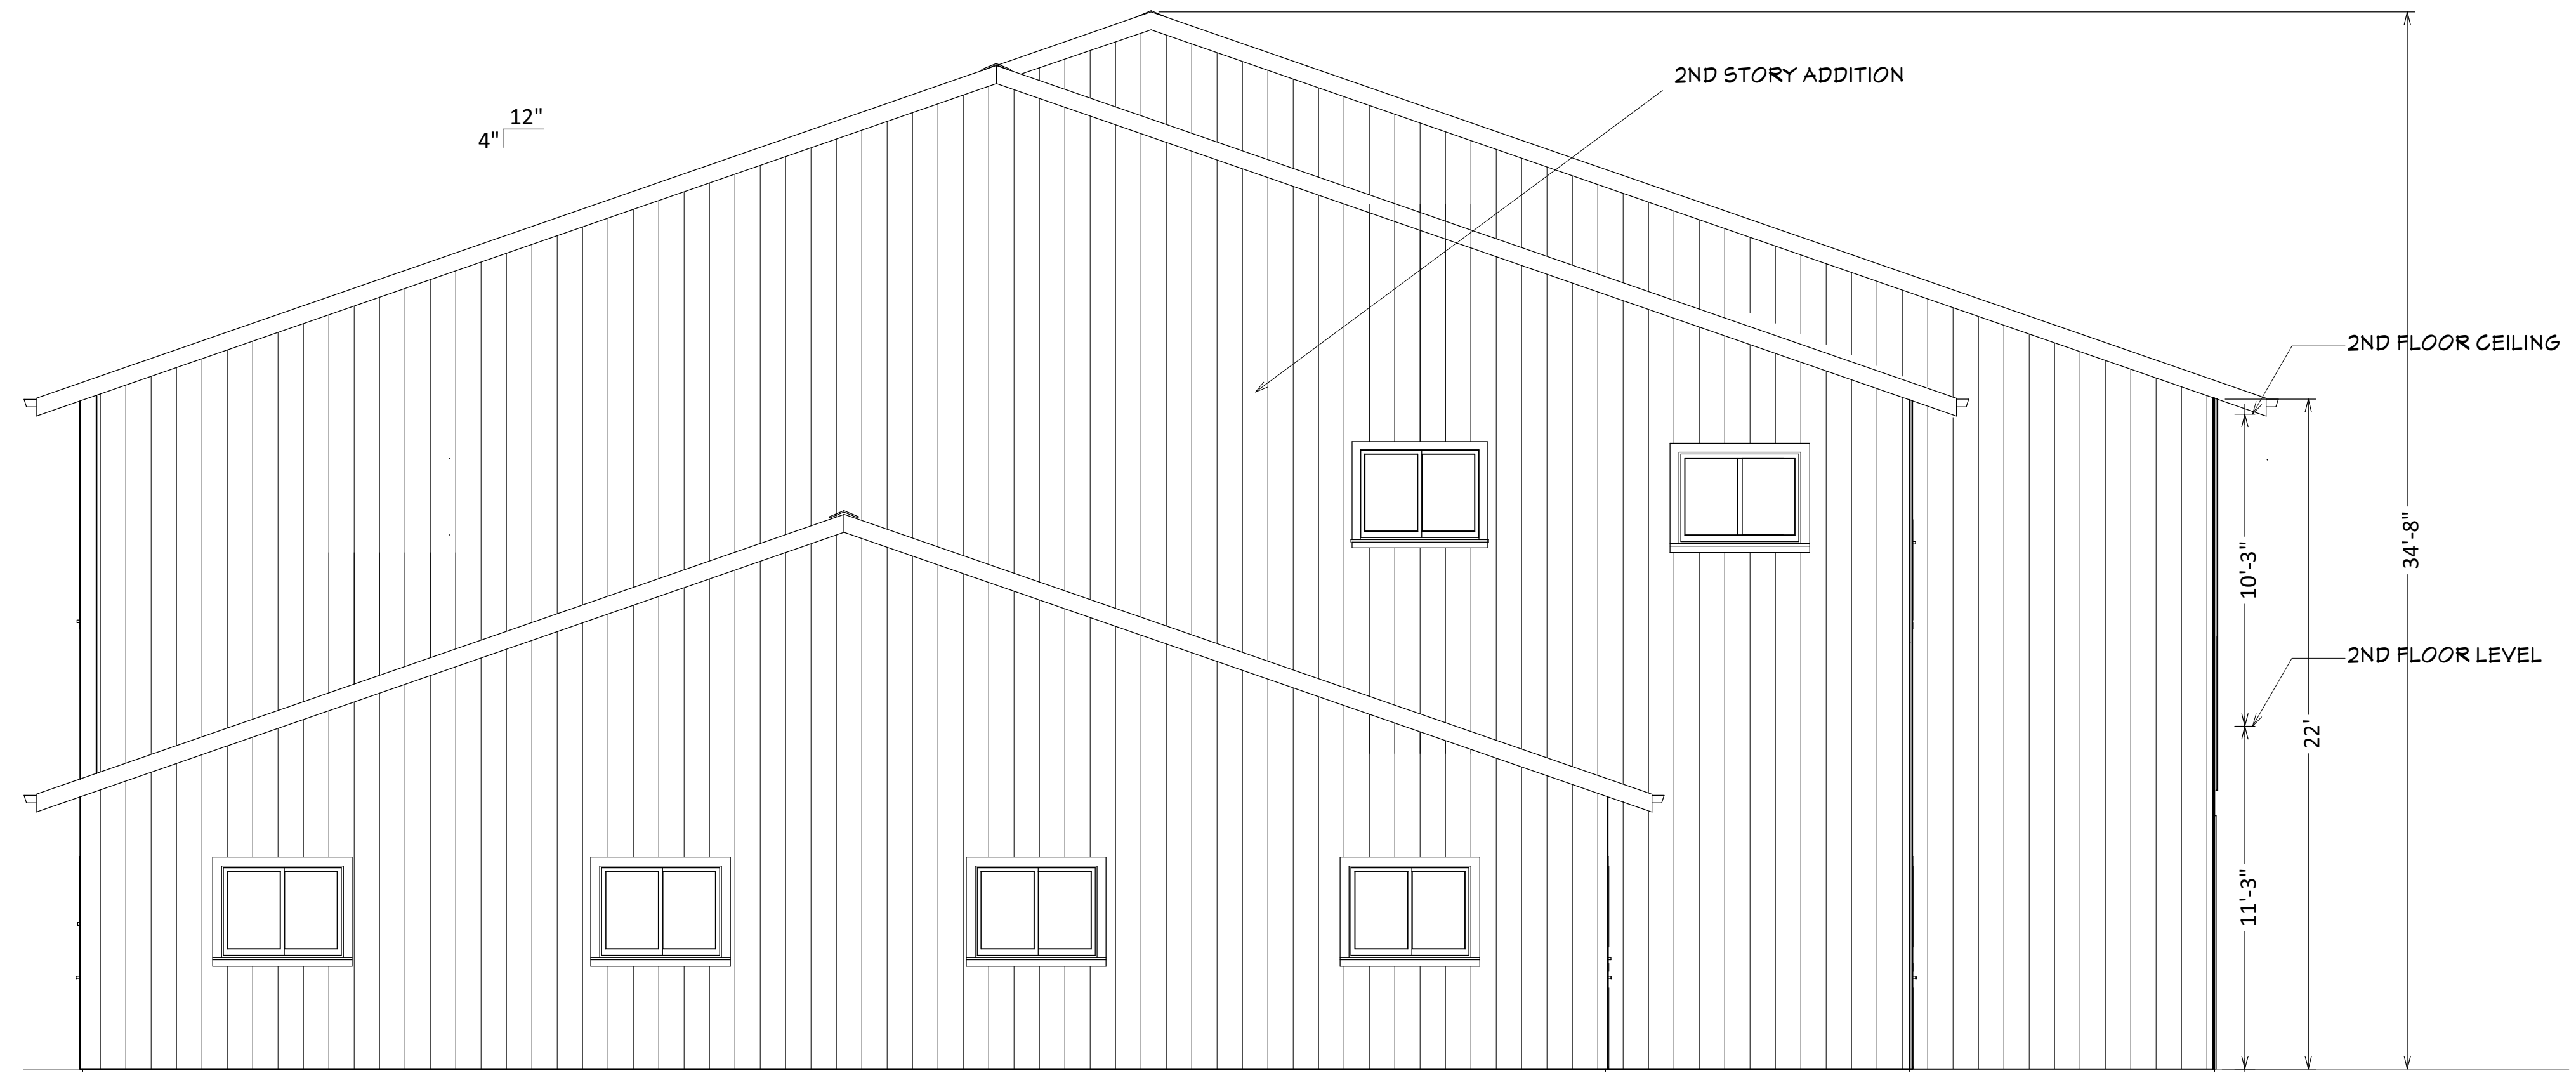 2ND STORY ADDITION
12"
4"
2ND FLOOR CEILING
34'-8"
10'-3"
2ND FLOOR LEVEL
22'
11'-3"